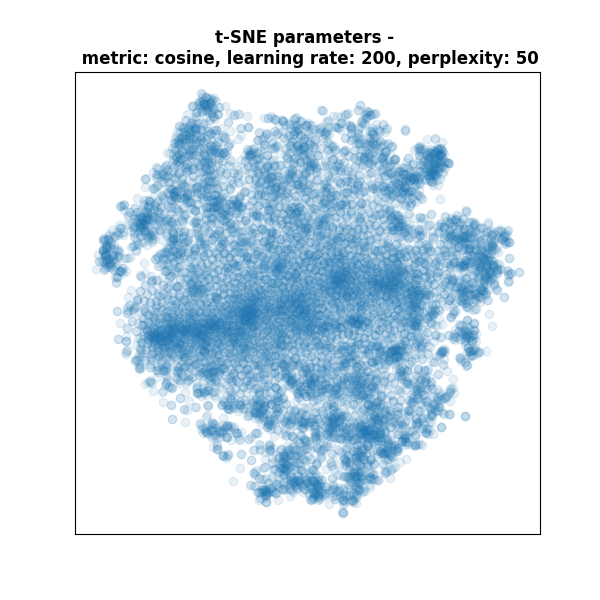 t-SNE parameters -
metric: cosine, learning rate: 200, perplexity: 50